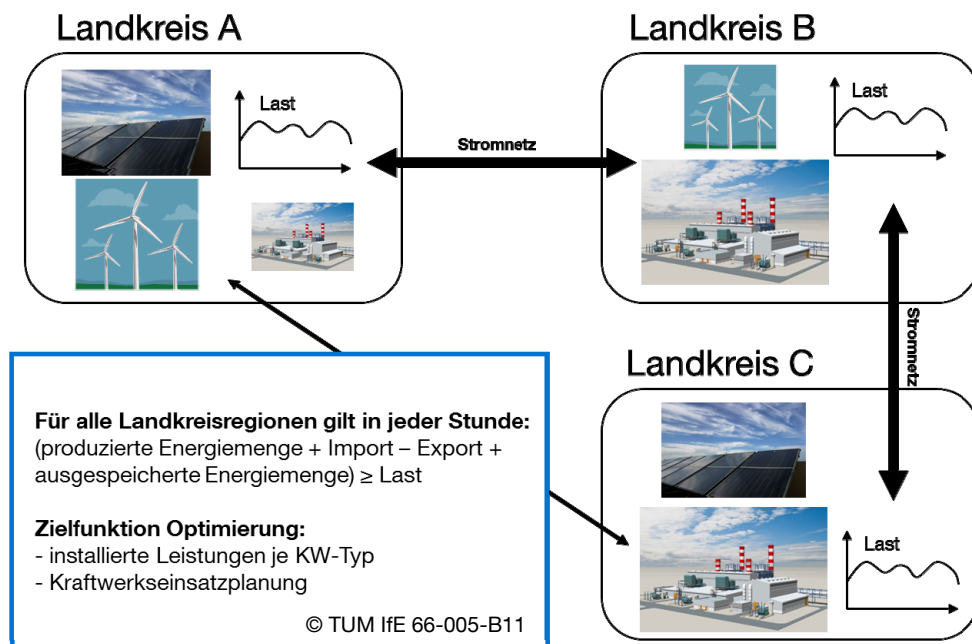 Landkreis A
Landkreis B
Last
Last
Stromnetz
Stromnetz
Landkreis C
Für alle Landkreisregionen gilt in jeder Stunde:
(produzierte Energiemenge + Import – Export +
ausgespeicherte Energiemenge) ≥ Last
Zielfunktion Optimierung:
- installierte Leistungen je KW-Typ
- Kraftwerkseinsatzplanung
© TUM IfE 66-005-B11
Last